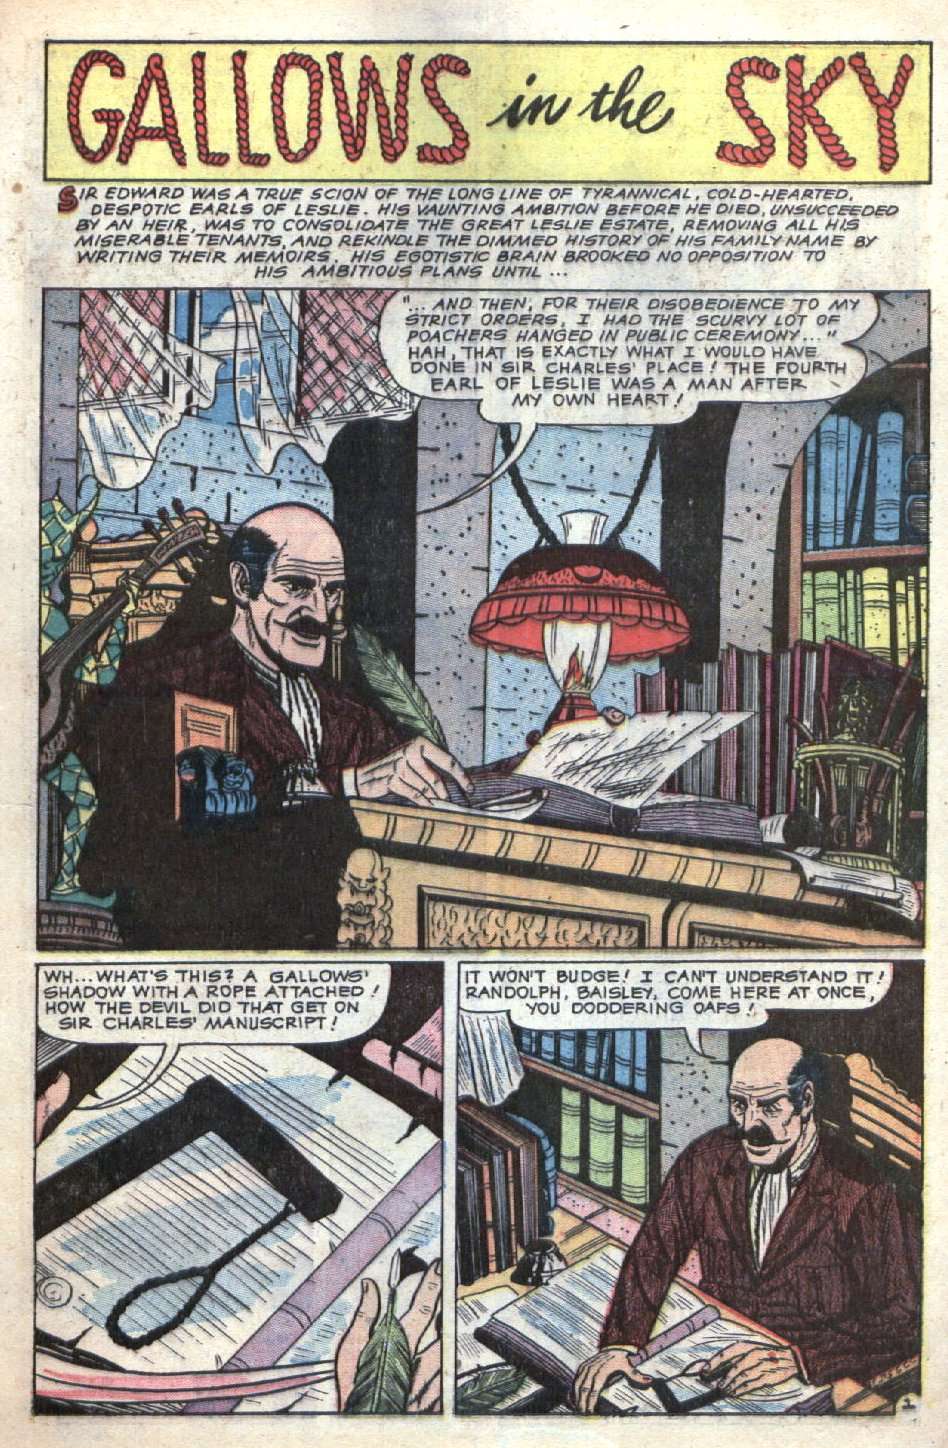 GALLOWS in the SKY
SIR EDWARD WAS A TRUE SCION OF THE LONG LINE OF TYRANNICAL, COLD-HEARTED,
DESPOTIC EARLS OF LESLIE. HIS VAUNTING AMBITION BEFORE HE DIED, UNSUCCEEDED
BY AN HEIR, WAS TO CONSOLIDATE THE GREAT LESLIE ESTATE, REMOVING ALL HIS
MISERABLE TENANTS, AND REKINDLE THE DIMMED HISTORY OF HIS FAMILY NAME BY
WRITING THEIR MEMOIRS. HIS EGOTISTIC BRAIN BROOKED NO OPPOSITION TO
HIS AMBITIOUS PLANS UNTIL ...
"... AND THEN, FOR THEIR DISOBEDIENCE TO MY
STRICT ORDERS, I HAD THE SCURVY LOT OF
POACHERS HANGED IN PUBLIC CEREMONY..."
HAH, THAT IS EXACTLY WHAT I WOULD HAVE
DONE IN SIR CHARLES' PLACE! THE FOURTH
EARL OF LESLIE WAS A MAN AFTER
MY OWN HEART!
WH... WHAT'S THIS? A GALLOWS'
SHADOW WITH A ROPE ATTACHED!
HOW THE DEVIL DID THAT GET ON
SIR CHARLES' MANUSCRIPT!
IT WON'T BUDGE! I CAN'T UNDERSTAND IT!
RANDOLPH, BAISLEY, COME HERE AT ONCE,
YOU DODDERING OAFS!
1